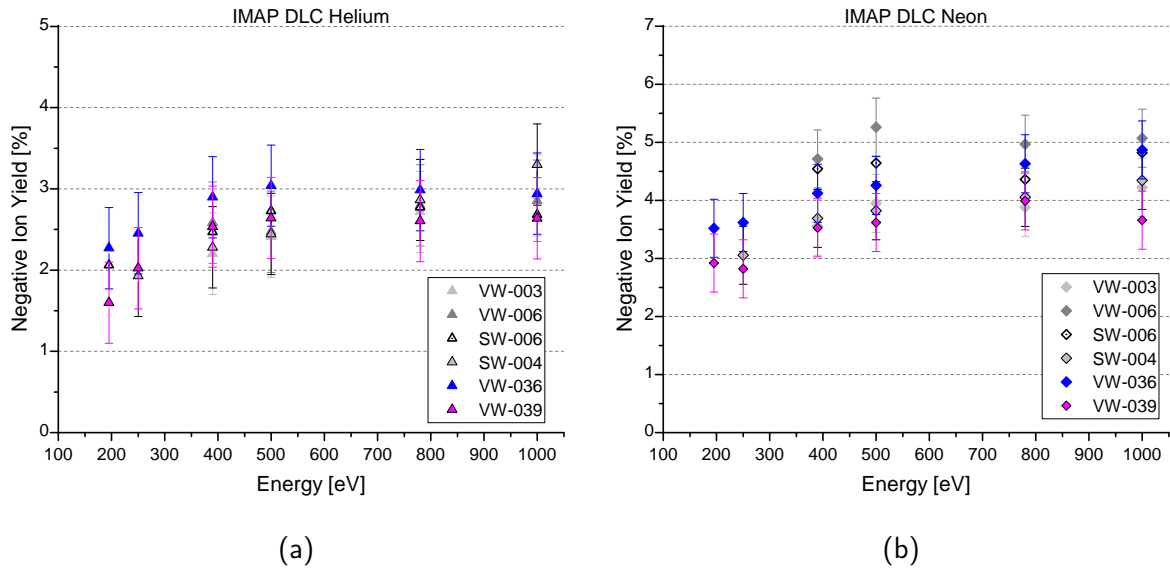 IMAP DLC Helium
5
4
3
2
1
0
Negative Ion Yield [%]
VW-003
VW-006
SW-006
SW-004
VW-036
VW-039
100 200 300 400 500 600 700 800 900 1000
Energy [eV]
(a)
IMAP DLC Neon
7
6
5
4
3
2
1
0
Negative Ion Yield [%]
VW-003
VW-006
SW-006
SW-004
VW-036
VW-039
100 200 300 400 500 600 700 800 900 1000
Energy [eV]
(b)